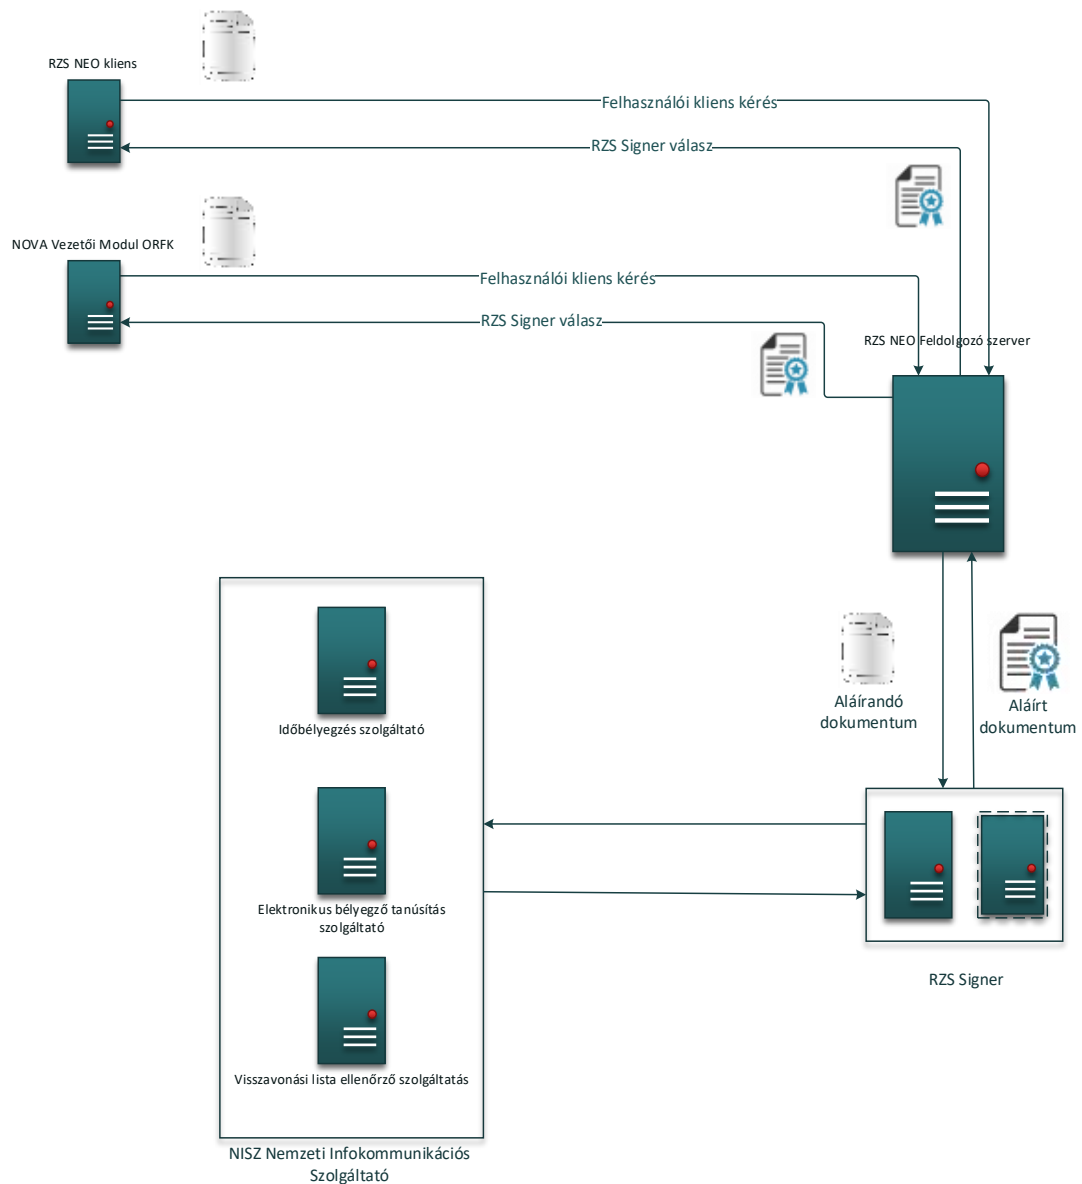 RZS NEO kliens
Felhasználói kliens kérés
RZS Signer válasz
NOVA Vezetői Modul ORFK
Felhasználói kliens kérés
RZS Signer válasz
RZS NEO Feldolgozó szerver
Aláírandó
dokumentum
Aláírt
dokumentum
Időbélyegzés szolgáltató
Elektronikus bélyegző tanúsítás
szolgáltató
Visszavonási lista ellenőrző szolgáltatás
RZS Signer
NISZ Nemzeti Infokommunikációs
Szolgáltató